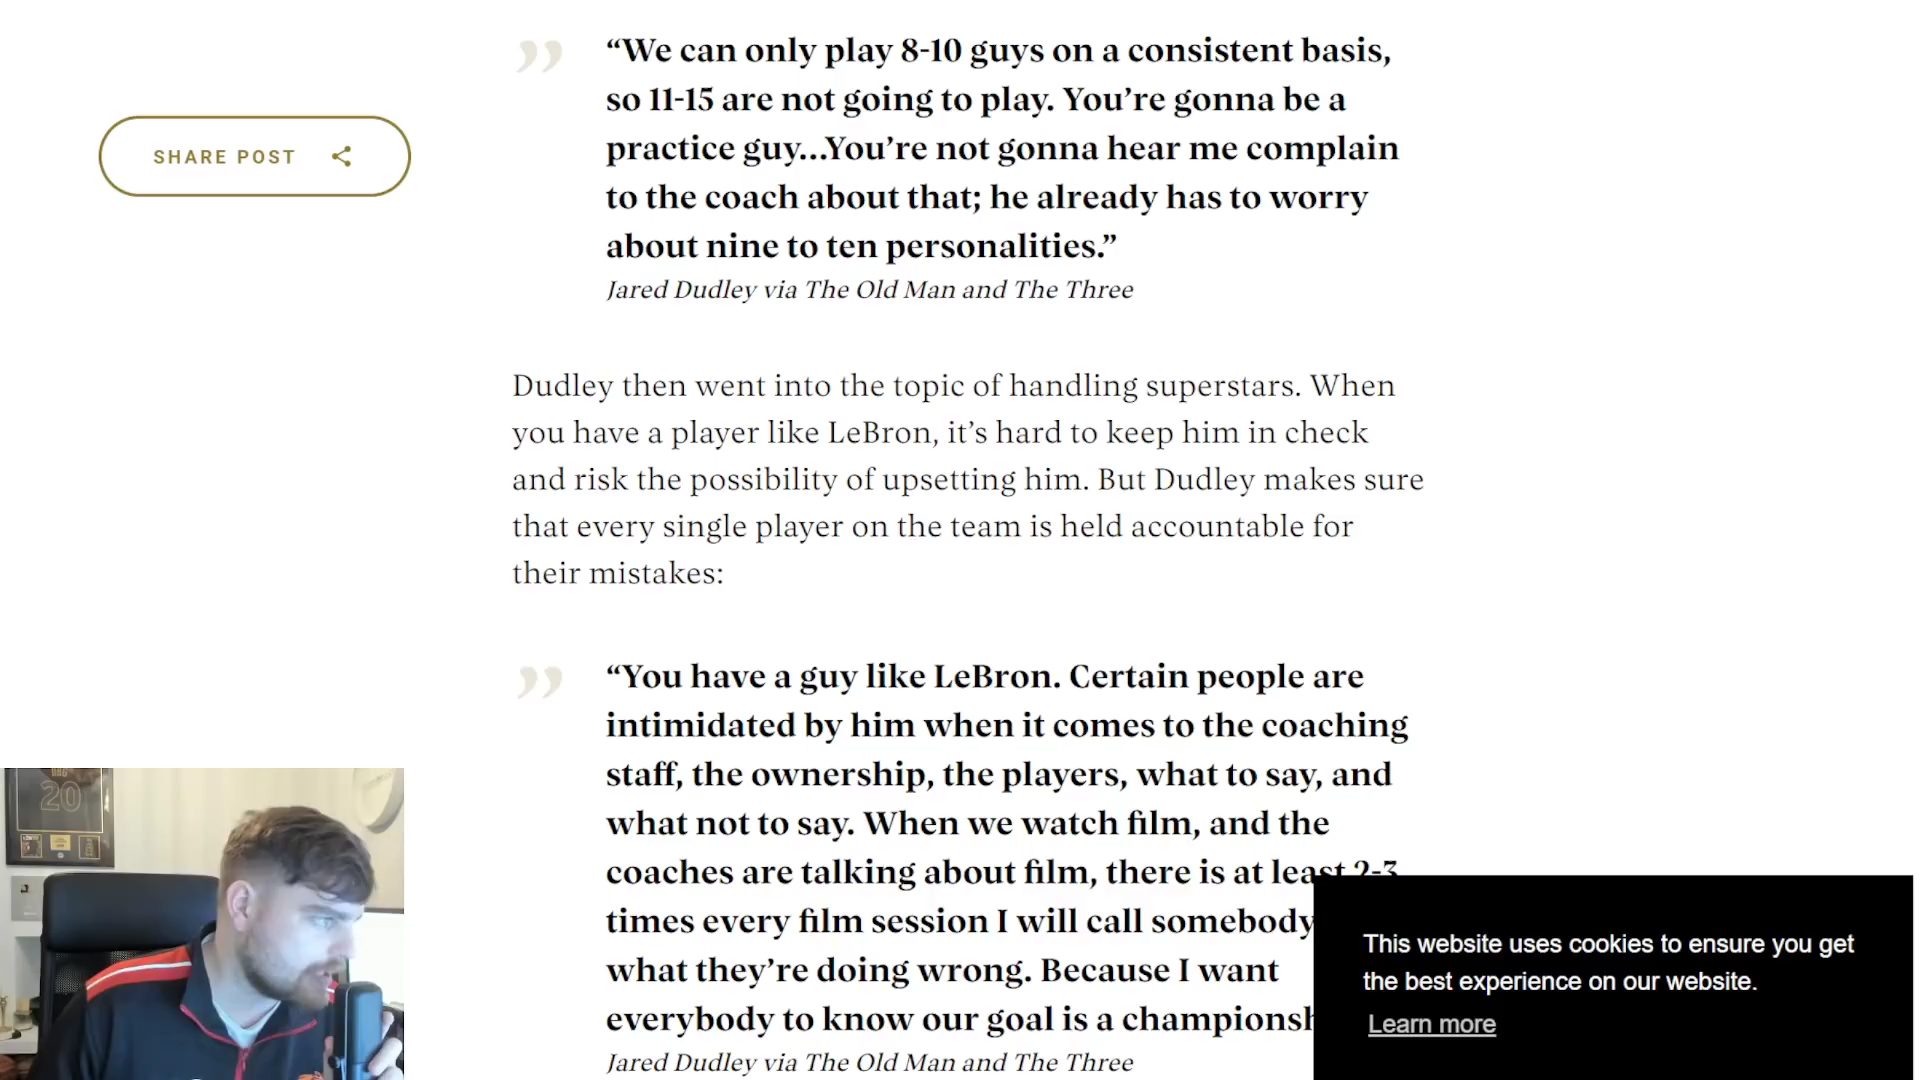 “We can only play 8-10 guys on a consistent basis,
so 11-15 are not going to play. You’re gonna be a
practice guy...You’re not gonna hear me complain
to the coach about that; he already has to worry
about nine to ten personalities.”
Jared Dudley via The Old Man and The Three
SHARE POST
Dudley then went into the topic of handling superstars. When
you have a player like LeBron, it’s hard to keep him in check
and risk the possibility of upsetting him. But Dudley makes sure
that every single player on the team is held accountable for
their mistakes:
“You have a guy like LeBron. Certain people are
intimidated by him when it comes to the coaching
staff, the ownership, the players, what to say, and
what not to say. When we watch film, and the
coaches are talking about film, there is at least 2-3
times every film session I will call somebody
what they’re doing wrong. Because I want
everybody to know our goal is a championsh
Jared Dudley via The Old Man and The Three
20
This website uses cookies to ensure you get
the best experience on our website.
Learn more